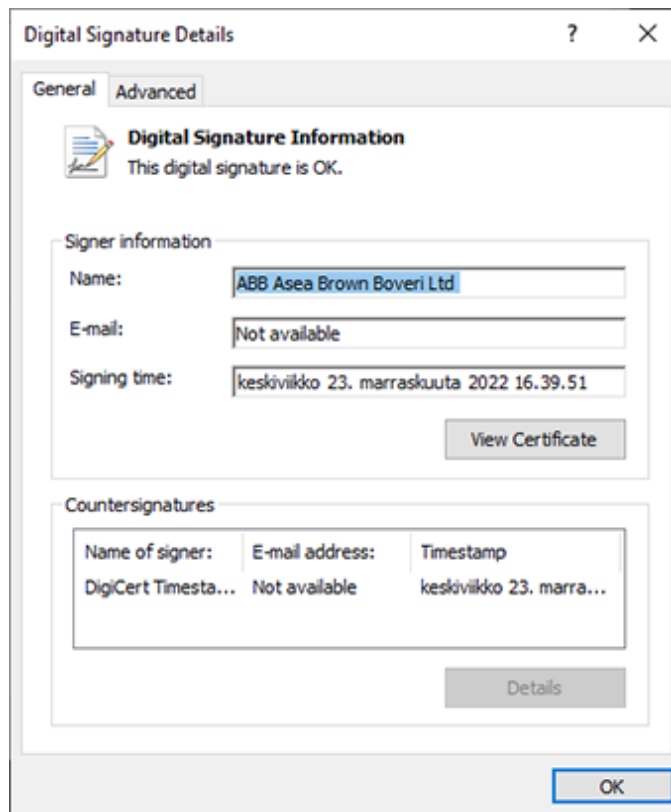 Digital Signature Details
General Advanced
Digital Signature Information
This digital signature is OK.
Signer information
Name: ABB Asea Brown Boveri Ltd
E-mail: Not available
Signing time: keskiviikko 23. marraskuuta 2022 16.39.51
View Certificate
Countersignatures
Name of signer: E-mail address: Timestamp
DigiCert Timesta... Not available keskiviikko 23. marra...
Details
OK